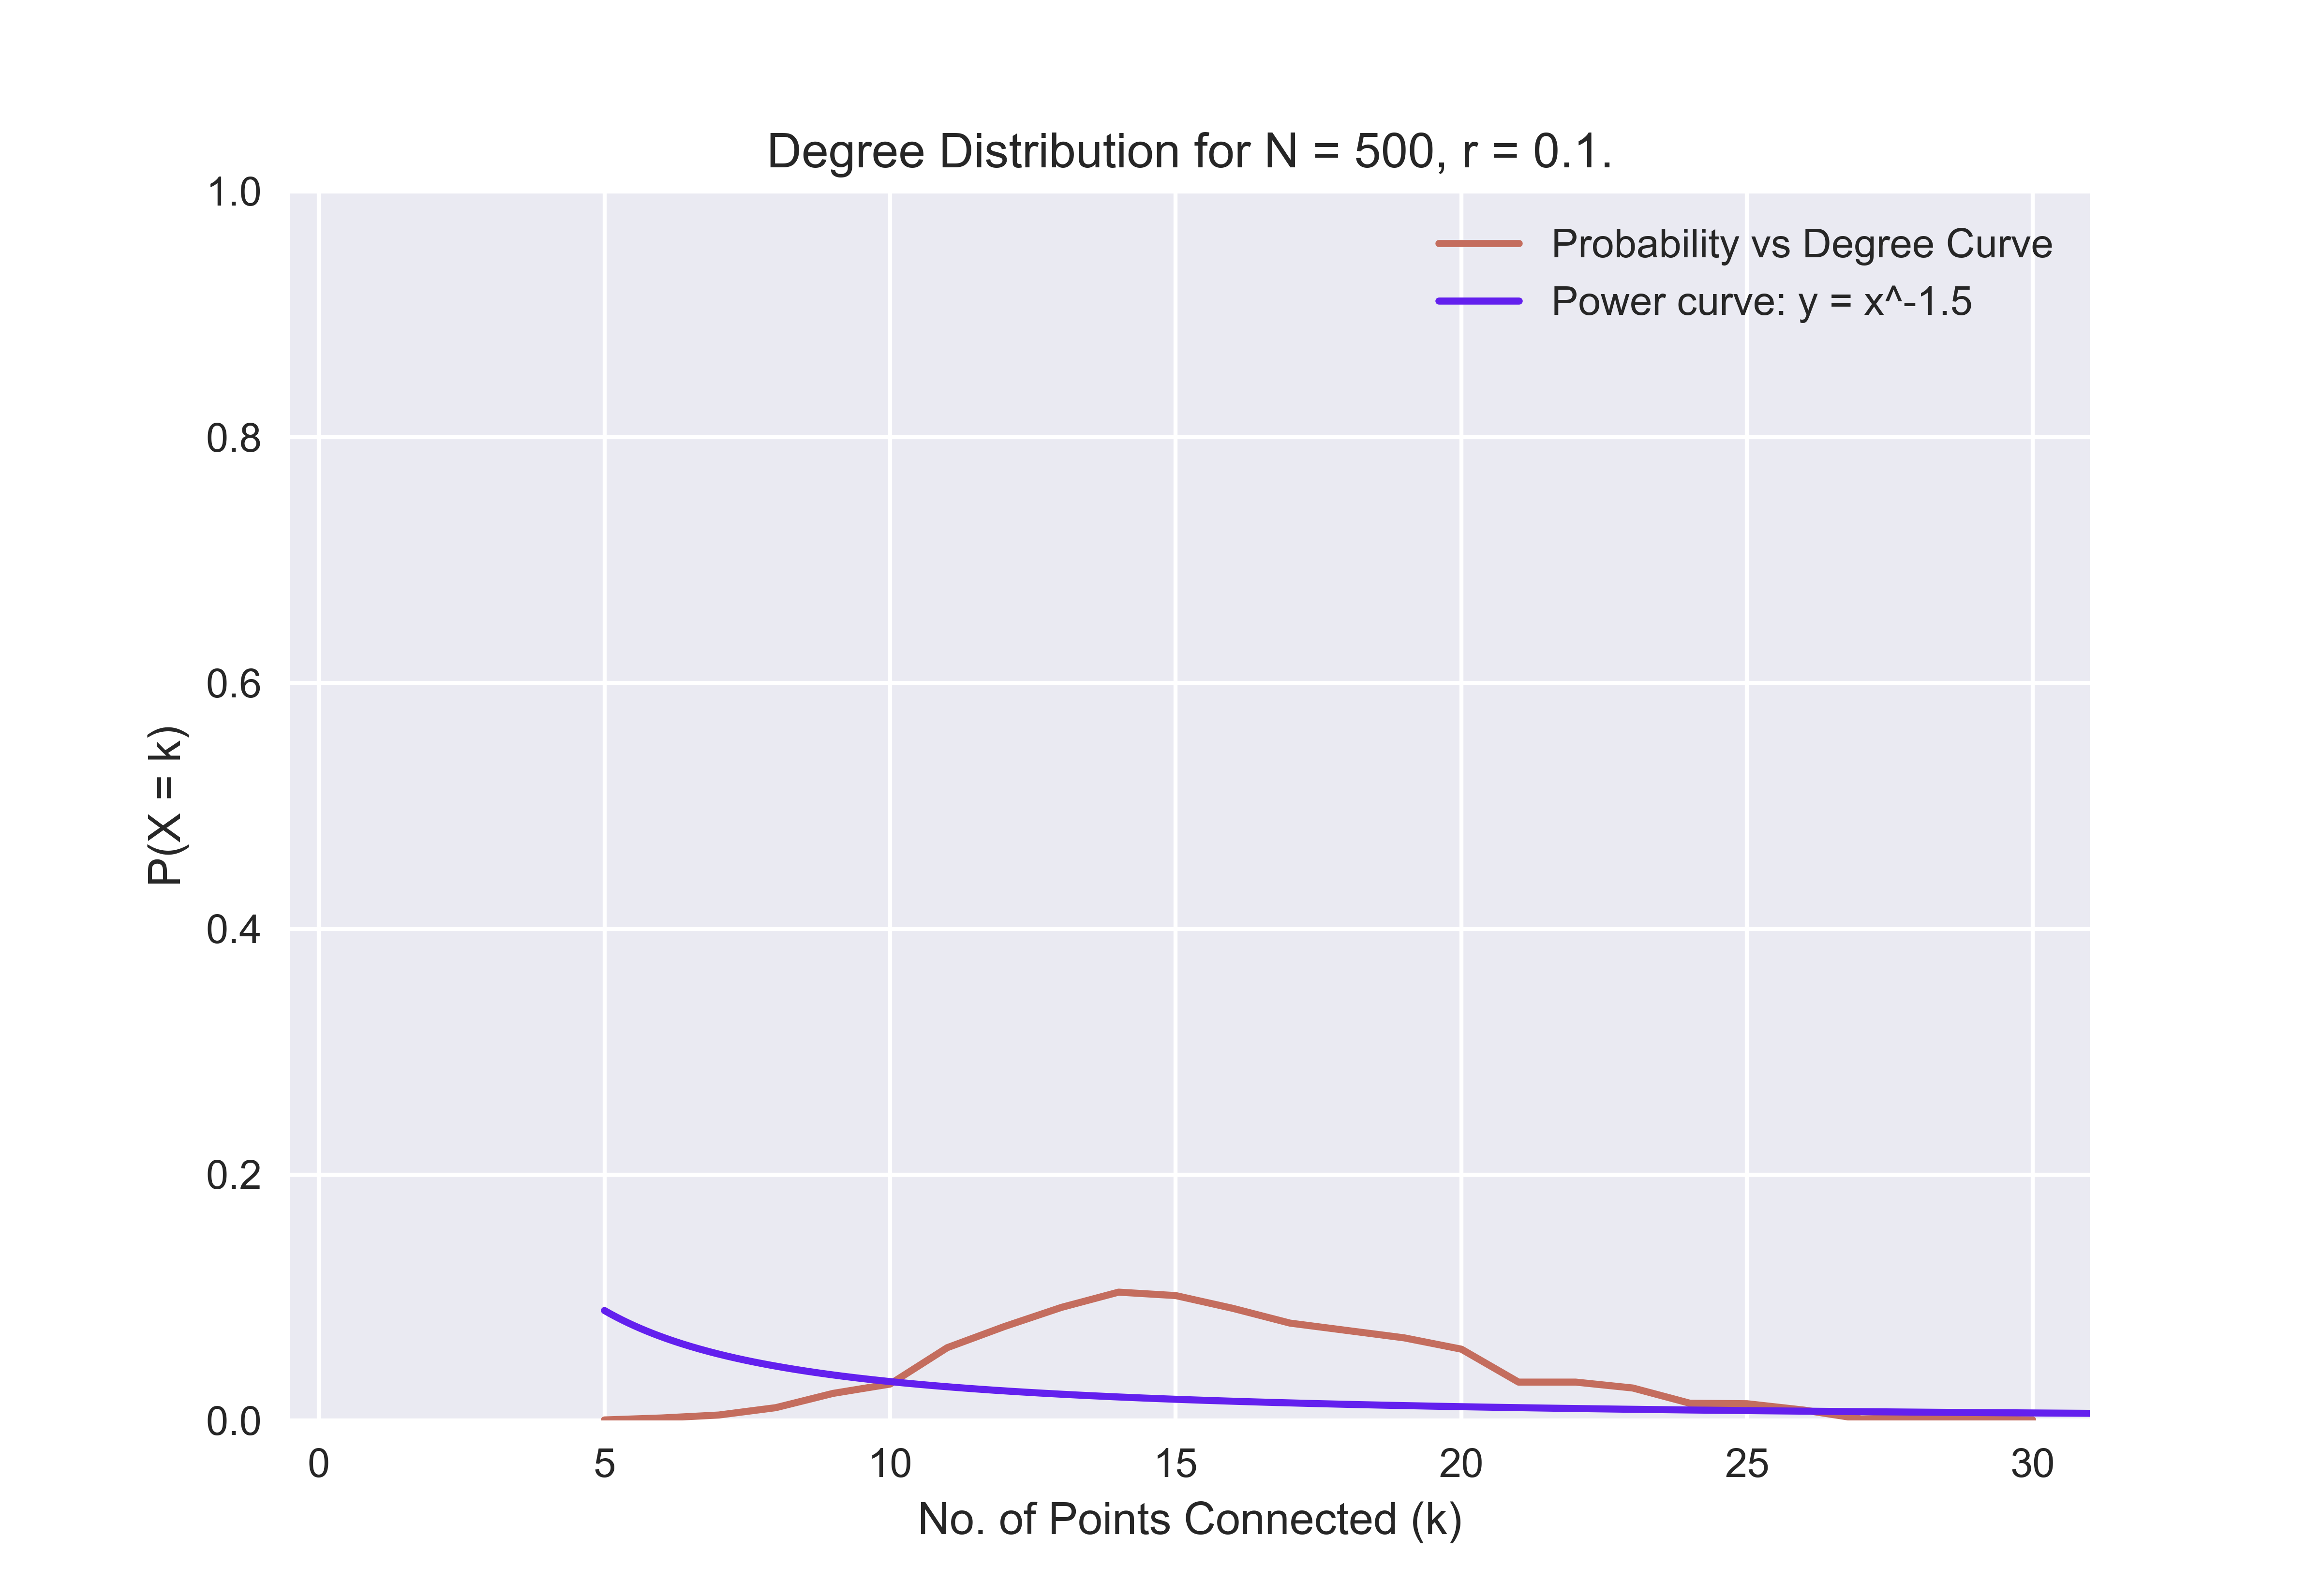 Degree Distribution for N = 500, r = 0.1.
Probability vs Degree Curve
Power curve: y = x^-1.5
1.0
0.8
0.6
0.4
0.2
0.0
P(X = k)
0 5 10 15 20 25 30
No. of Points Connected (k)